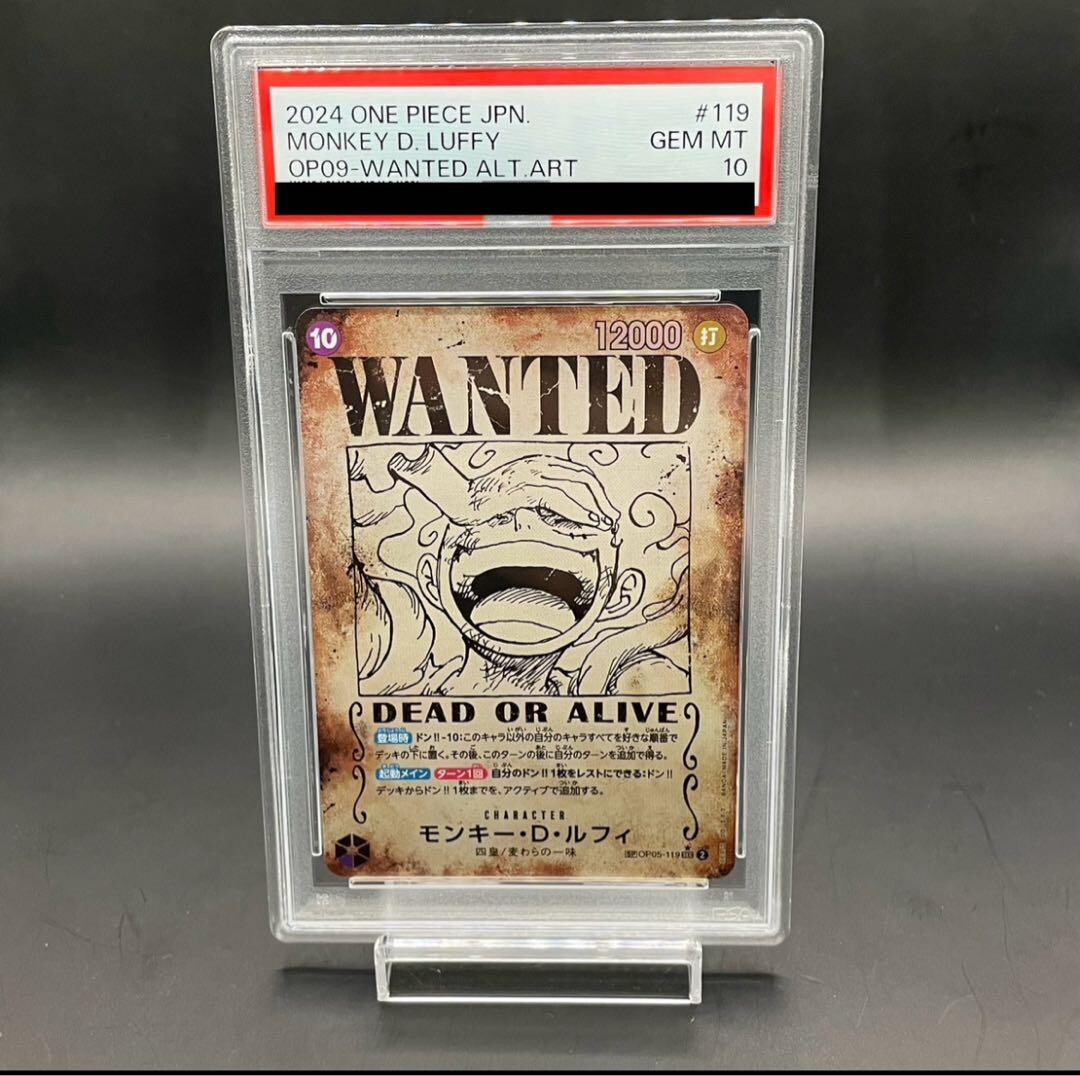 2024 ONE PIECE JPN. #119
MONKEY D. LUFFY GEM MT
OP09-WANTED ALT.ART 10
10 12000 打
WANTED
DEAD OR ALIVE
登場時 ドン!!-10:このキャラ以外の自分のキャラすべてを好きな順番で
デッキの下に置く。その後、このターンの後に自分のターンを追加で得る。
起動メイン ターン1回 自分のドン!!1枚をレストにできる:ドン!!
デッキからドン!!1枚までを、アクティブで追加する。
CHARACTER
モンキー・D・ルフィ
四皇/麦わらの一味
SP OP05-119 SEC 2